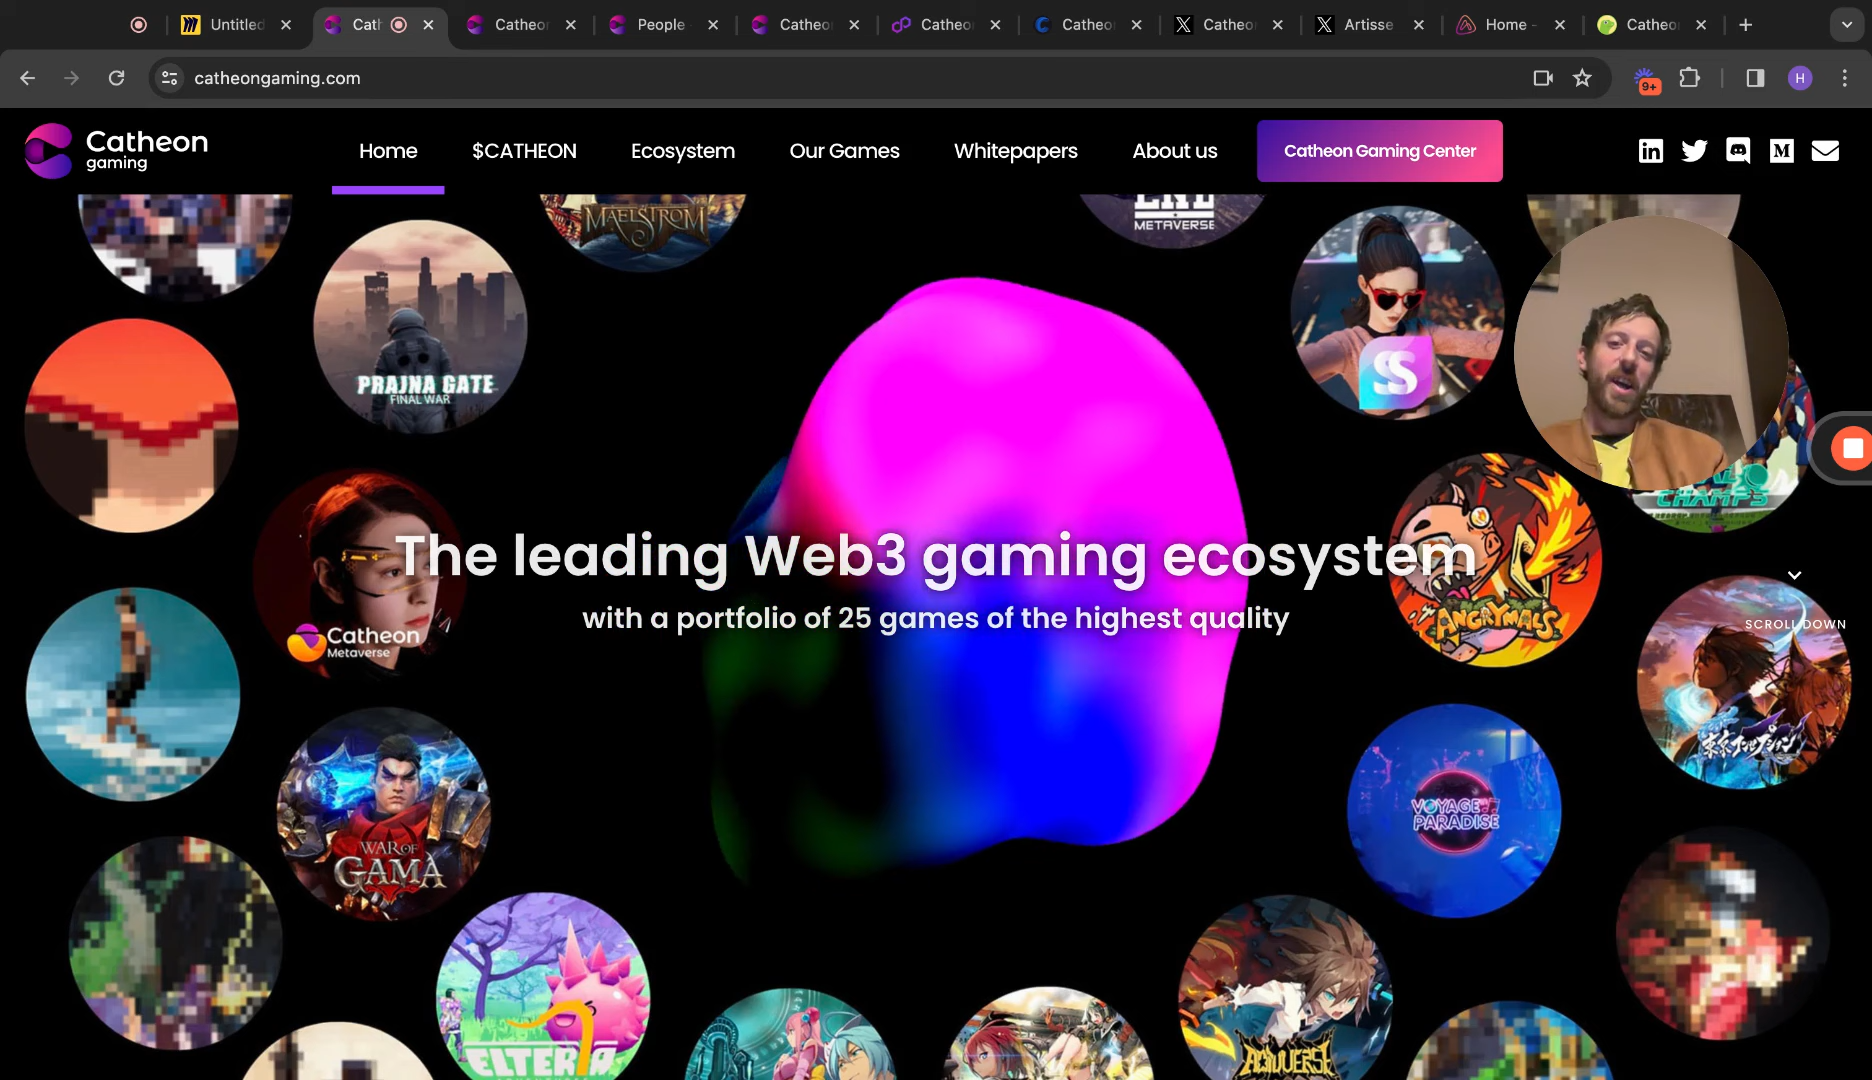 Untitled
Cath
Catheon
People
Catheon
Catheon
Catheon
Catheon
Artisse
Home -
Catheon
catheongaming.com
9+
H
Catheon
gaming
Home
$CATHEON
Ecosystem
Our Games
Whitepapers
About us
Catheon Gaming Center
M
MAELSTROM
METAVERSE
PRAJNA GATE
FINAL WAR
S
CHAMPS
The leading Web3 gaming ecosystem
with a portfolio of 25 games of the highest quality
Catheon
Metaverse
ANGRYMALS
SCROLL DOWN
VOYAGE
PARADISE
WAR OF
GAMA
ELTERIA